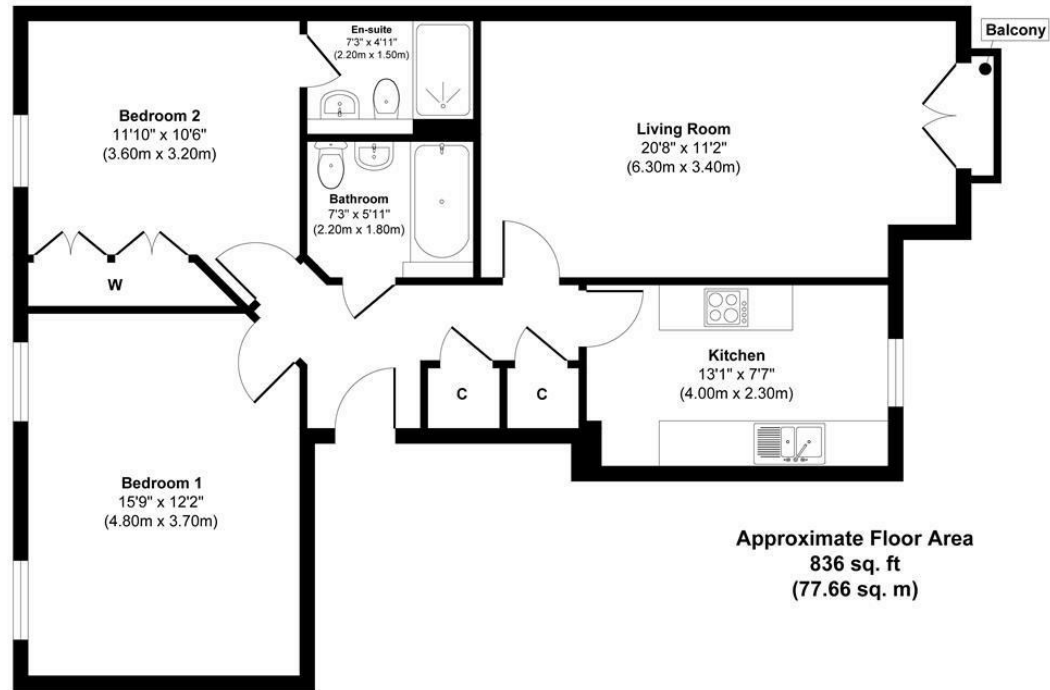 En-suite
7'3" x 4'11"
(2.20m x 1.50m)
Balcony
Bedroom 2
11'10" x 10'6"
(3.60m x 3.20m)
Living Room
20'8" x 11'2"
(6.30m x 3.40m)
Bathroom
7'3" x 5'11"
(2.20m x 1.80m)
W
Kitchen
13'1" x 7'7"
(4.00m x 2.30m)
C
C
Bedroom 1
15'9" x 12'2"
(4.80m x 3.70m)
Approximate Floor Area
836 sq. ft
(77.66 sq. m)